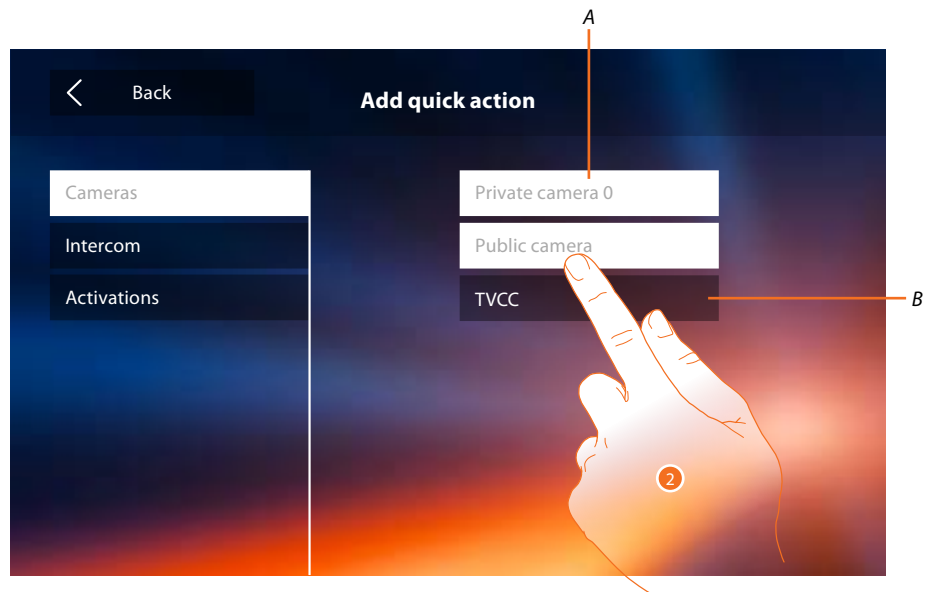 A
Back
Add quick action
Cameras
Private camera 0
Intercom
Public camera
Activations
TVCC
B
2